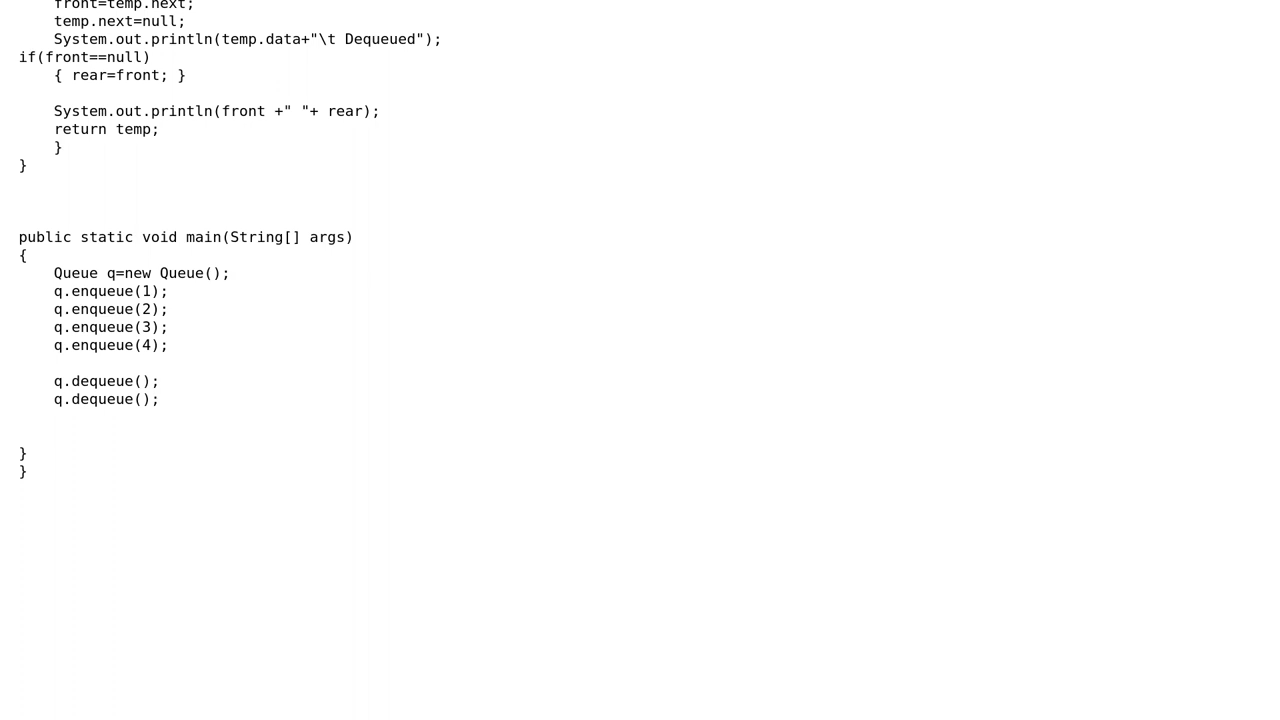 front=temp.next;
temp.next=null;
System.out.println(temp.data+"\t Dequeued");
if(front==null)
{ rear=front; }
System.out.println(front +" "+ rear);
return temp;
}
}
public static void main(String[] args)
{
Queue q=new Queue();
q.enqueue(1);
q.enqueue(2);
q.enqueue(3);
q.enqueue(4);
q.dequeue();
q.dequeue();
}
}